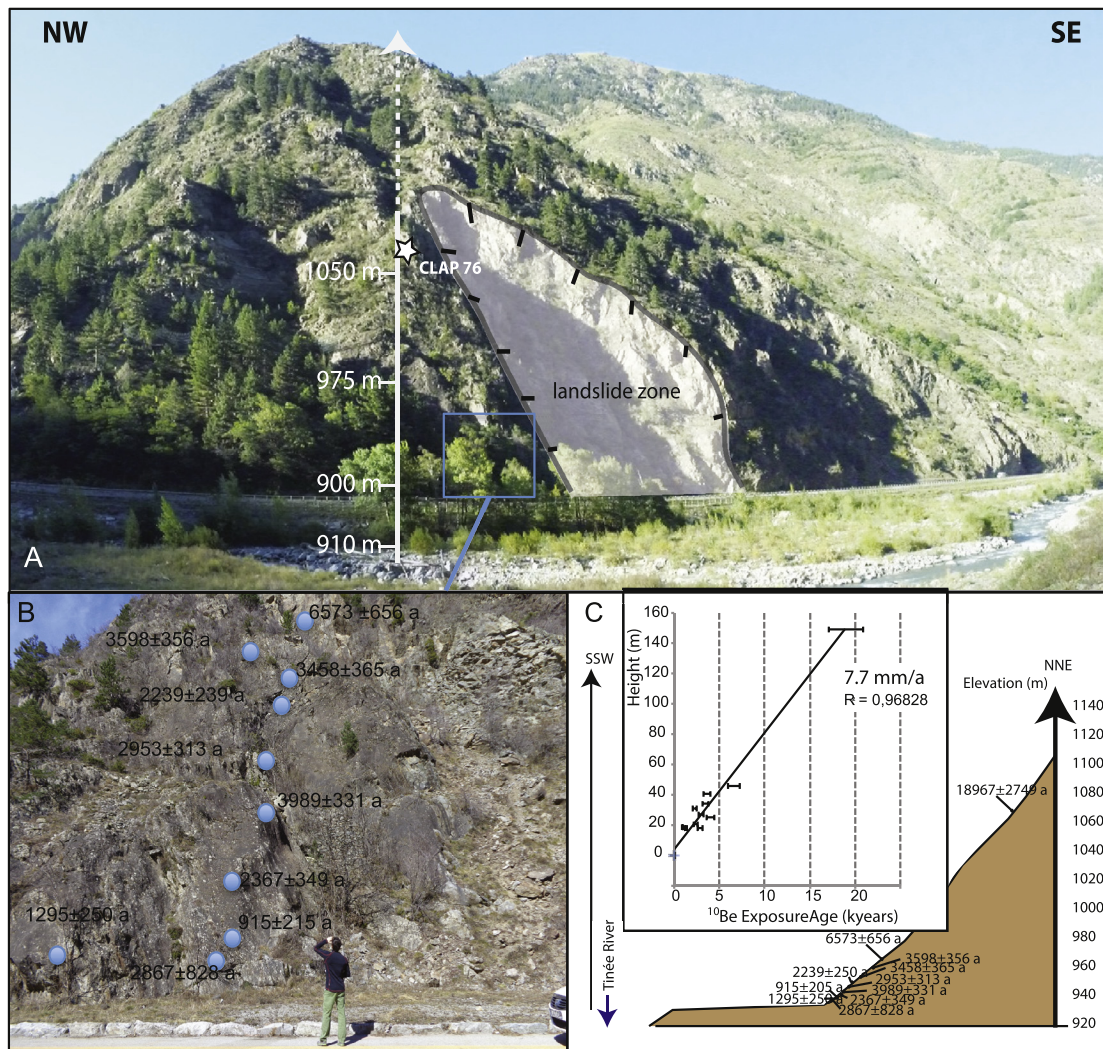 NW
SE
CLAP 76
1050 m
975 m
landslide zone
900 m
910 m
A
B
6573 ±656 a
3598±356 a
3458±365 a
2239±239 a
2953±313 a
3989±331 a
2367±349 a
1295±250 a
915±215 a
2867±828 a
C
SSW
Tinée River
160
140
120
100
80
60
40
20
0
Height (m)
7.7 mm/a
R = 0,96828
0
5
10
15
20
10Be ExposureAge (kyears)
NNE
Elevation (m)
1140
1120
1100
1080
1060
1040
1020
1000
980
960
940
920
18967±2749 a
6573±656 a
3598±356 a
3458±365 a
2239±250 a
2953±313 a
915±205 a
3989±331 a
1295±250 a
2367±349 a
2867±828 a